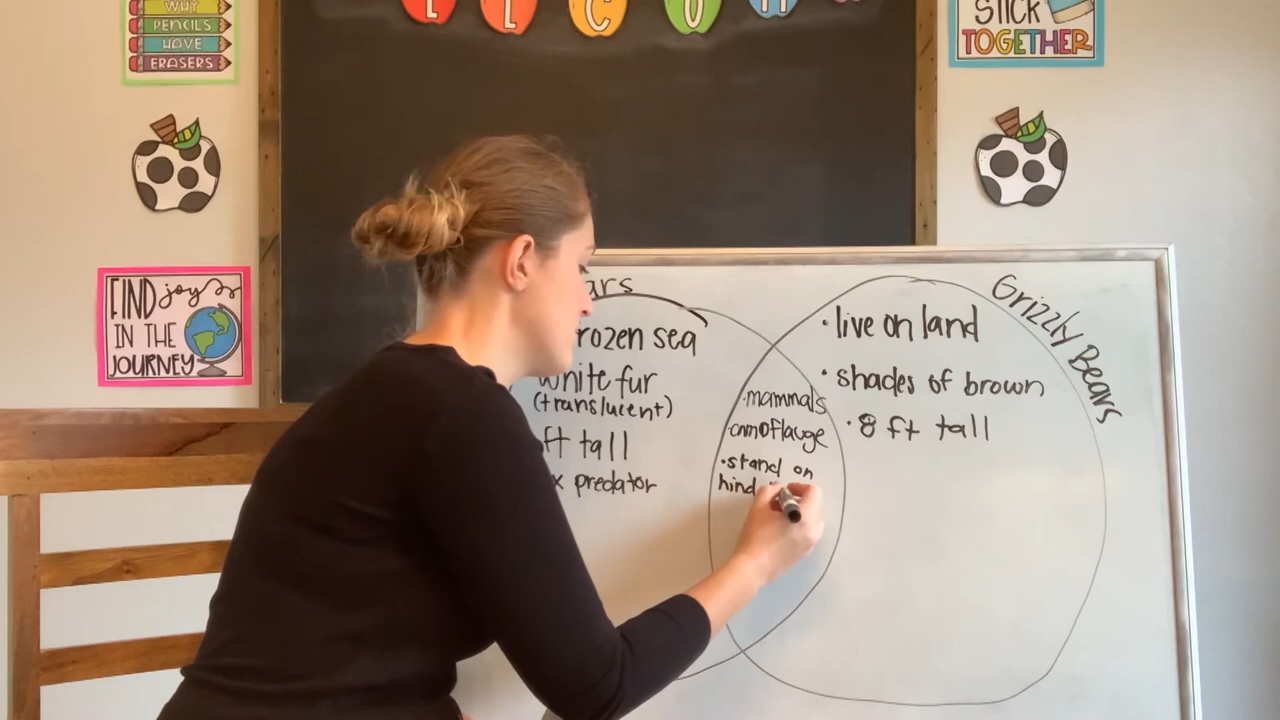 WHY
PENCILS
HAVE
ERASERS
L
L
C
O
M
STICK
TOGETHER
FIND joy
IN THE
JOURNEY
ars
rozen sea
white fur
(translucent)
ft tall
x predator
·mammals
·camoflauge
·stand on
hind
Grizzly Bears
·live on land
·shades of brown
·8 ft tall